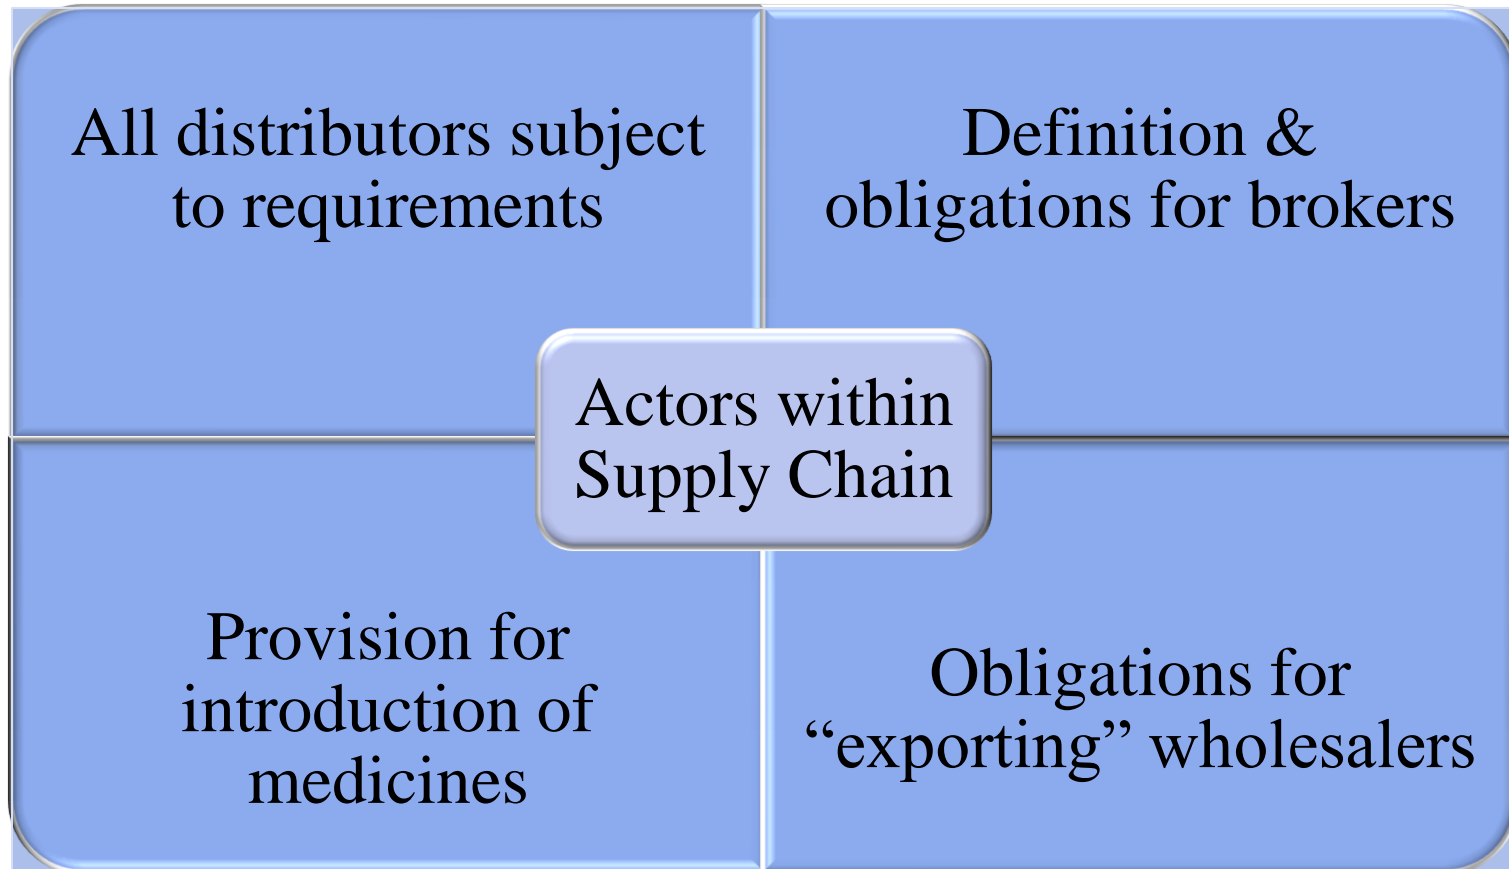 All distributors subject
to requirements
Definition &
obligations for brokers
Actors within
Supply Chain
Provision for
introduction of
medicines
Obligations for
“exporting” wholesalers